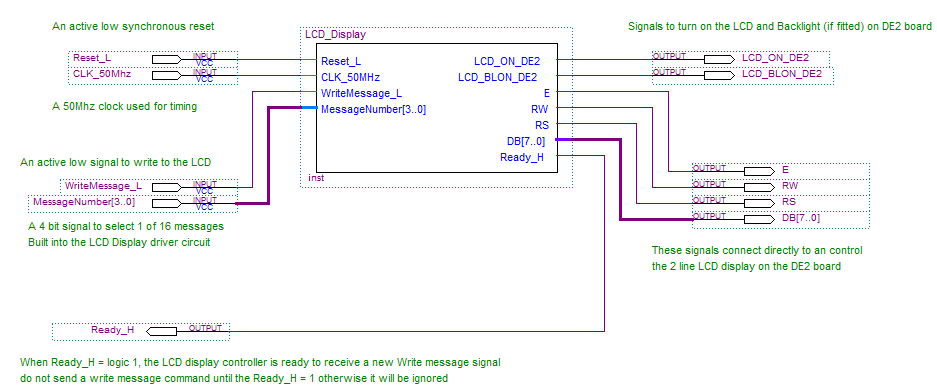 An active low synchronous reset
Signals to turn on the LCD and Backlight (if fitted) on DE2 board
LCD_Display
Reset_L
INPUT
VCC
CLK_50Mhz
INPUT
VCC
Reset_L
LCD_ON_DE2
CLK_50MHz
LCD_BLON_DE2
WriteMessage_L
E
MessageNumber[3..0]
RW
RS
DB[7..0]
Ready_H
inst
OUTPUT
LCD_ON_DE2
OUTPUT
LCD_BLON_DE2
A 50Mhz clock used for timing
An active low signal to write to the LCD
WriteMessage_L
INPUT
VCC
MessageNumber[3..0]
INPUT
VCC
A 4 bit signal to select 1 of 16 messages
Built into the LCD Display driver circuit
OUTPUT
E
OUTPUT
RW
OUTPUT
RS
OUTPUT
DB[7..0]
These signals connect directly to an control
the 2 line LCD display on the DE2 board
Ready_H
OUTPUT
When Ready_H = logic 1, the LCD display controller is ready to receive a new Write message signal
do not send a write message command until the Ready_H = 1 otherwise it will be ignored